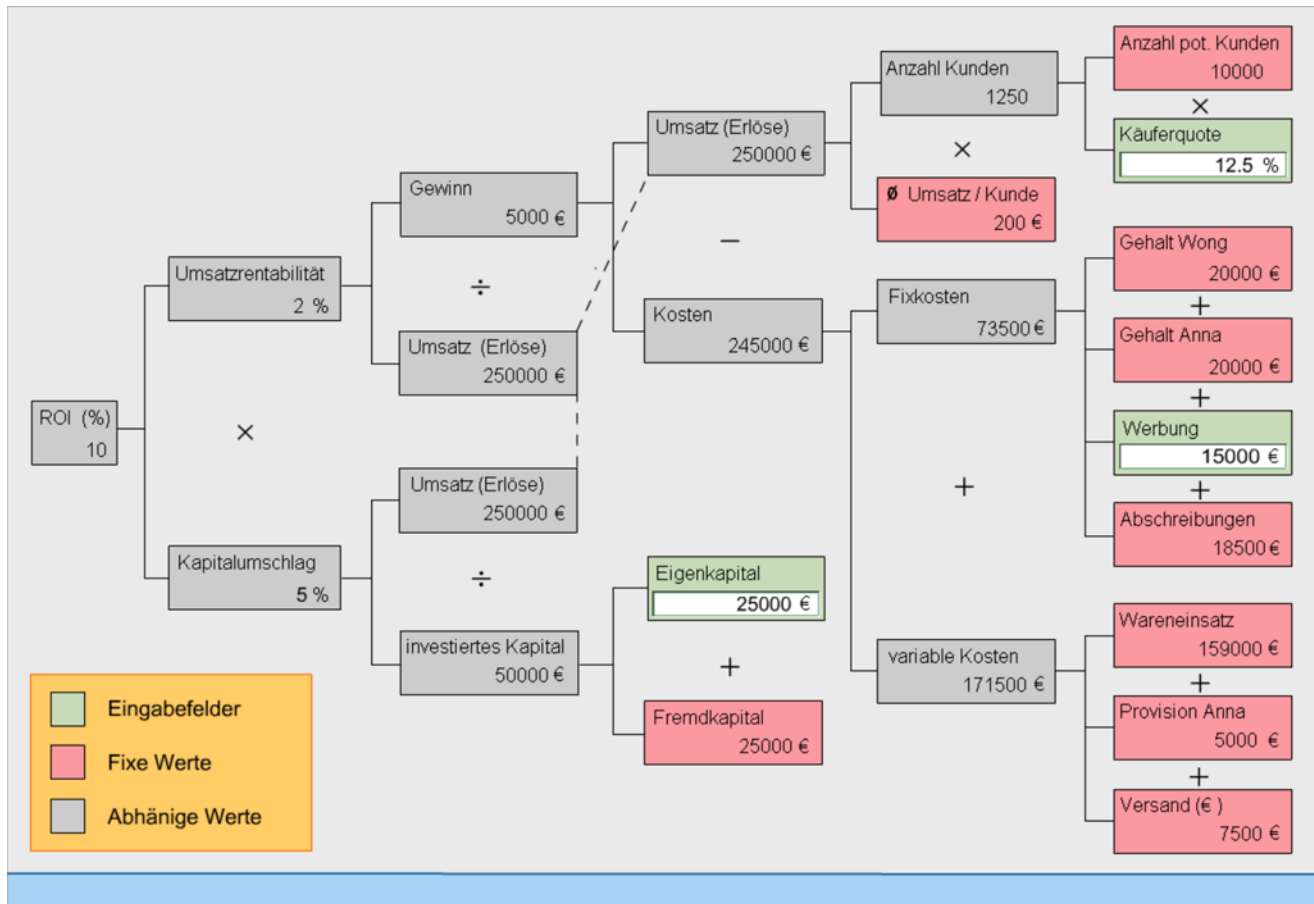 ROI (%)
10
Umsatzrentabilität
2 %
×
Kapitalumschlag
5 %
Gewinn
5000 €
÷
Umsatz (Erlöse)
250000 €
Umsatz (Erlöse)
250000 €
÷
investiertes Kapital
50000 €
Umsatz (Erlöse)
250000 €
−
Kosten
245000 €
Eigenkapital
25000 €
+
Fremdkapital
25000 €
Anzahl Kunden
1250
×
Ø Umsatz / Kunde
200 €
Fixkosten
73500 €
+
variable Kosten
171500 €
Anzahl pot. Kunden
10000
×
Käuferquote
12.5 %
Gehalt Wong
20000 €
+
Gehalt Anna
20000 €
+
Werbung
15000 €
+
Abschreibungen
18500 €
Wareneinsatz
159000 €
+
Provision Anna
5000 €
+
Versand (€ )
7500 €
Eingabefelder
Fixe Werte
Abhänige Werte